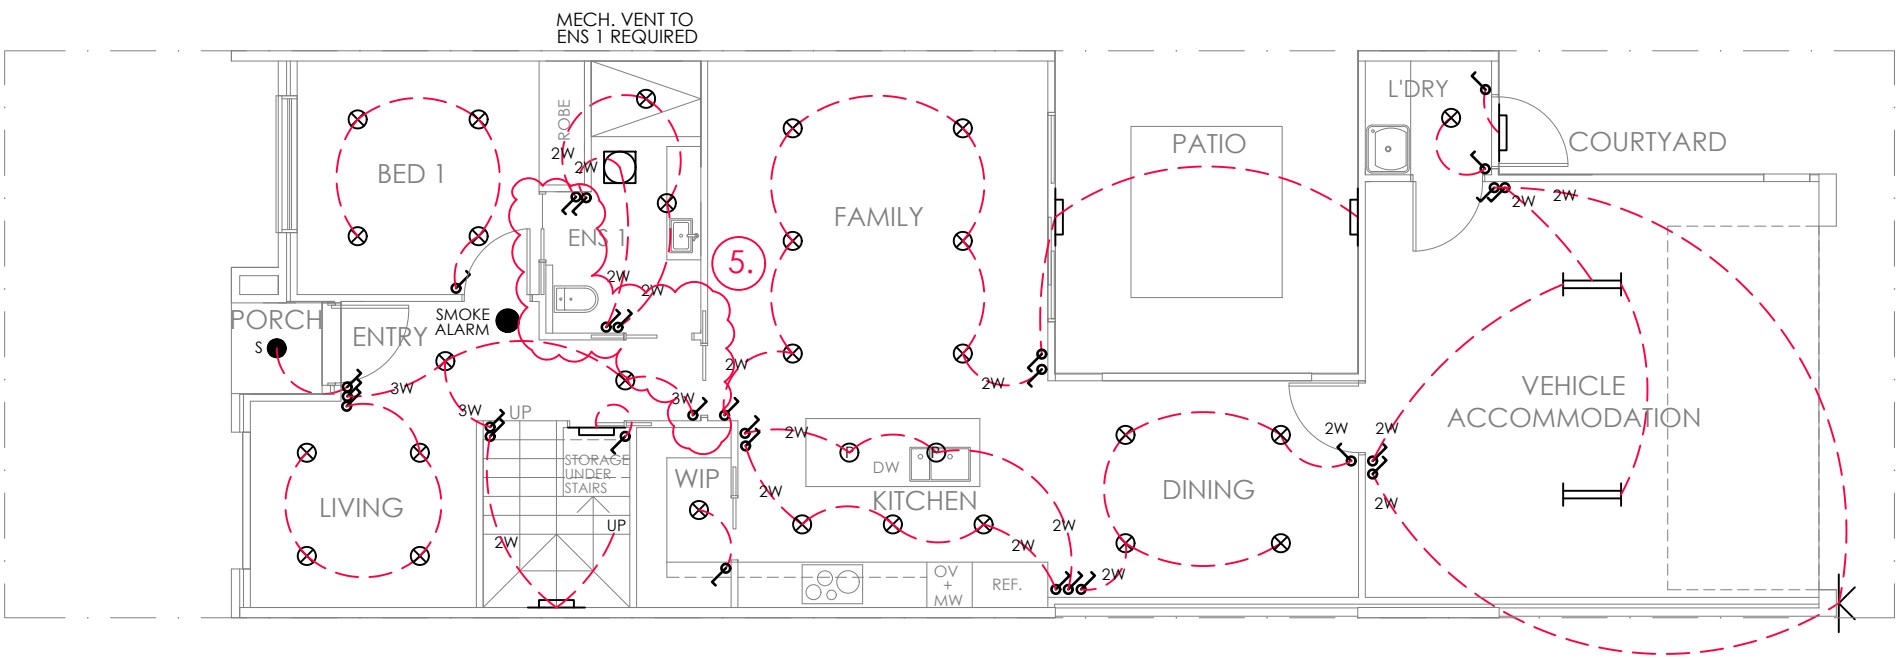 MECH. VENT TO
ENS 1 REQUIRED
L'DRY
ROBE
PATIO
COURTYARD
2W
2W
BED 1
2W
2W
FAMILY
ENS 1
5.
2W
2W
PORCH
SMOKE
ALARM
ENTRY
S
2W
2W
3W
3W
3W
UP
VEHICLE
ACCOMMODATION
2W
2W
2W
P
P
DW
STORAGE
UNDER
STAIRS
WIP
2W
KITCHEN
DINING
2W
LIVING
UP
2W
2W
2W
2W
OV
+
MW
REF.